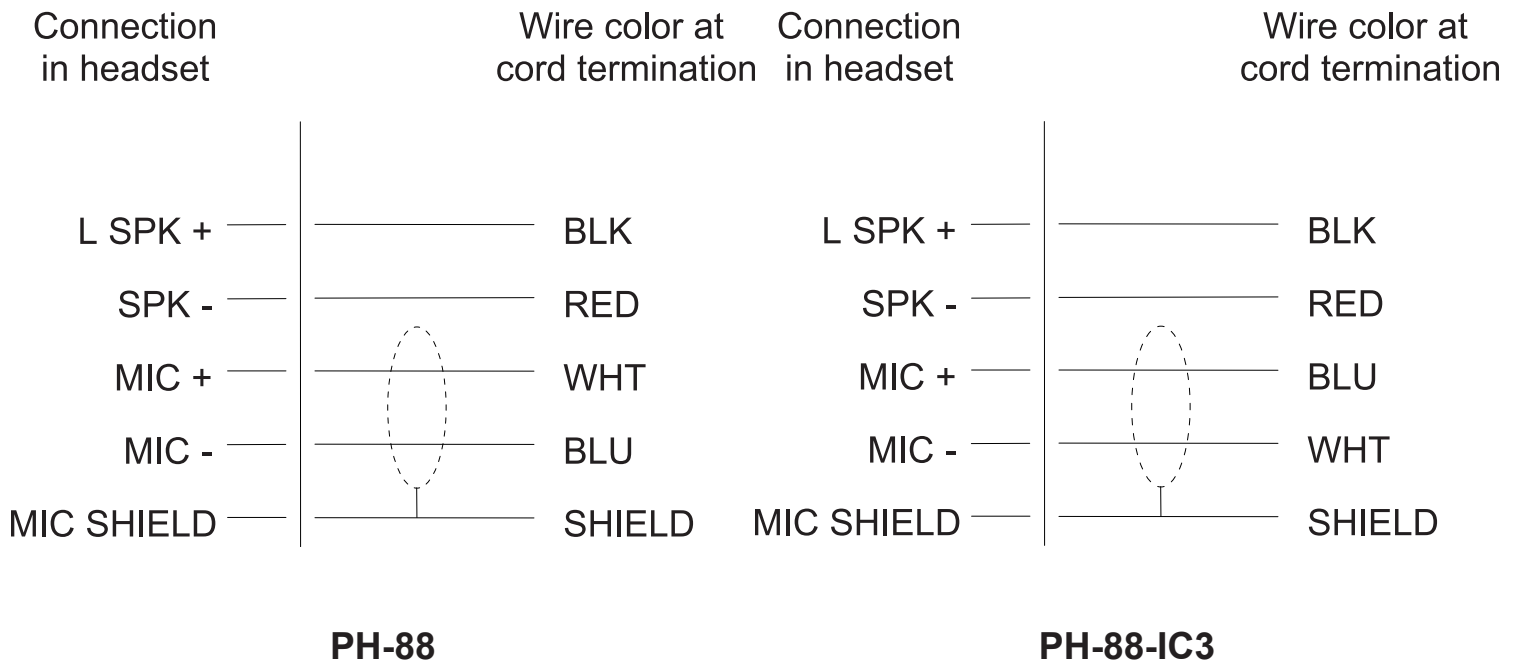 Connection
in headset
Wire color at
cord termination
L SPK + BLK
SPK - RED
MIC + WHT
MIC - BLU
MIC SHIELD SHIELD
PH-88
Connection
in headset
Wire color at
cord termination
L SPK + BLK
SPK - RED
MIC + BLU
MIC - WHT
MIC SHIELD SHIELD
PH-88-IC3